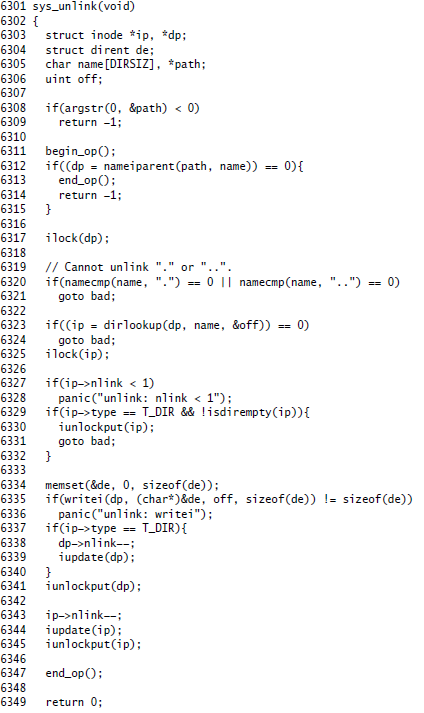 6301 sys_unlink(void)
6302 {
6303   struct inode *ip, *dp;
6304   struct dirent de;
6305   char name[DIRSIZ], *path;
6306   uint off;
6307
6308   if(argstr(0, &path) < 0)
6309     return -1;
6310
6311   begin_op();
6312   if((dp = nameiparent(path, name)) == 0){
6313     end_op();
6314     return -1;
6315   }
6316
6317   ilock(dp);
6318
6319   // Cannot unlink "." or "..".
6320   if(namecmp(name, ".") == 0 || namecmp(name, "..") == 0)
6321     goto bad;
6322
6323   if((ip = dirlookup(dp, name, &off)) == 0)
6324     goto bad;
6325   ilock(ip);
6326
6327   if(ip->nlink < 1)
6328     panic("unlink: nlink < 1");
6329   if(ip->type == T_DIR && !isdirempty(ip)){
6330     iunlockput(ip);
6331     goto bad;
6332   }
6333
6334   memset(&de, 0, sizeof(de));
6335   if(writei(dp, (char*)&de, off, sizeof(de)) != sizeof(de))
6336     panic("unlink: writei");
6337   if(ip->type == T_DIR){
6338     dp->nlink--;
6339     iupdate(dp);
6340   }
6341   iunlockput(dp);
6342
6343   ip->nlink--;
6344   iupdate(ip);
6345   iunlockput(ip);
6346
6347   end_op();
6348
6349   return 0;